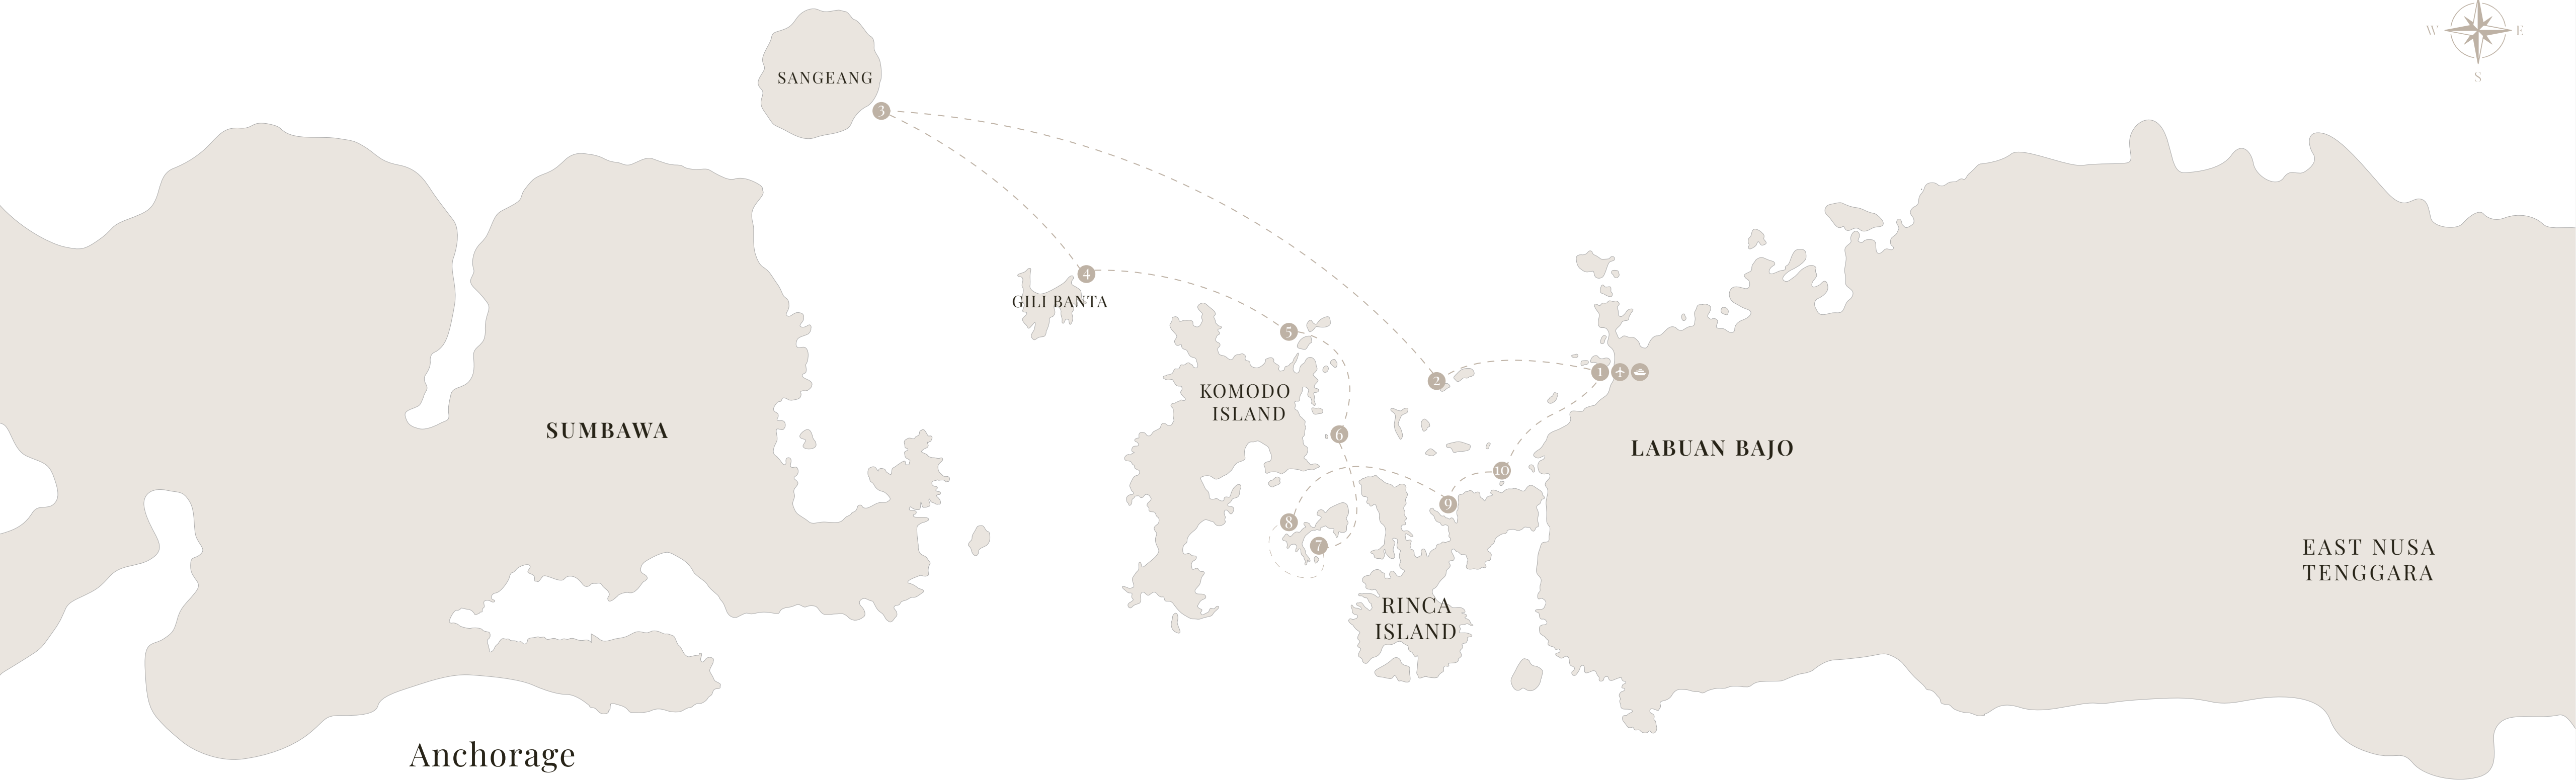 W E
S
SANGEANG
3
4
GILI BANTA
5
KOMODO
ISLAND
2
1
SUMBAWA
6
LABUAN BAJO
10
9
8
7
EAST NUSA
TENGGARA
RINCA
ISLAND
Anchorage